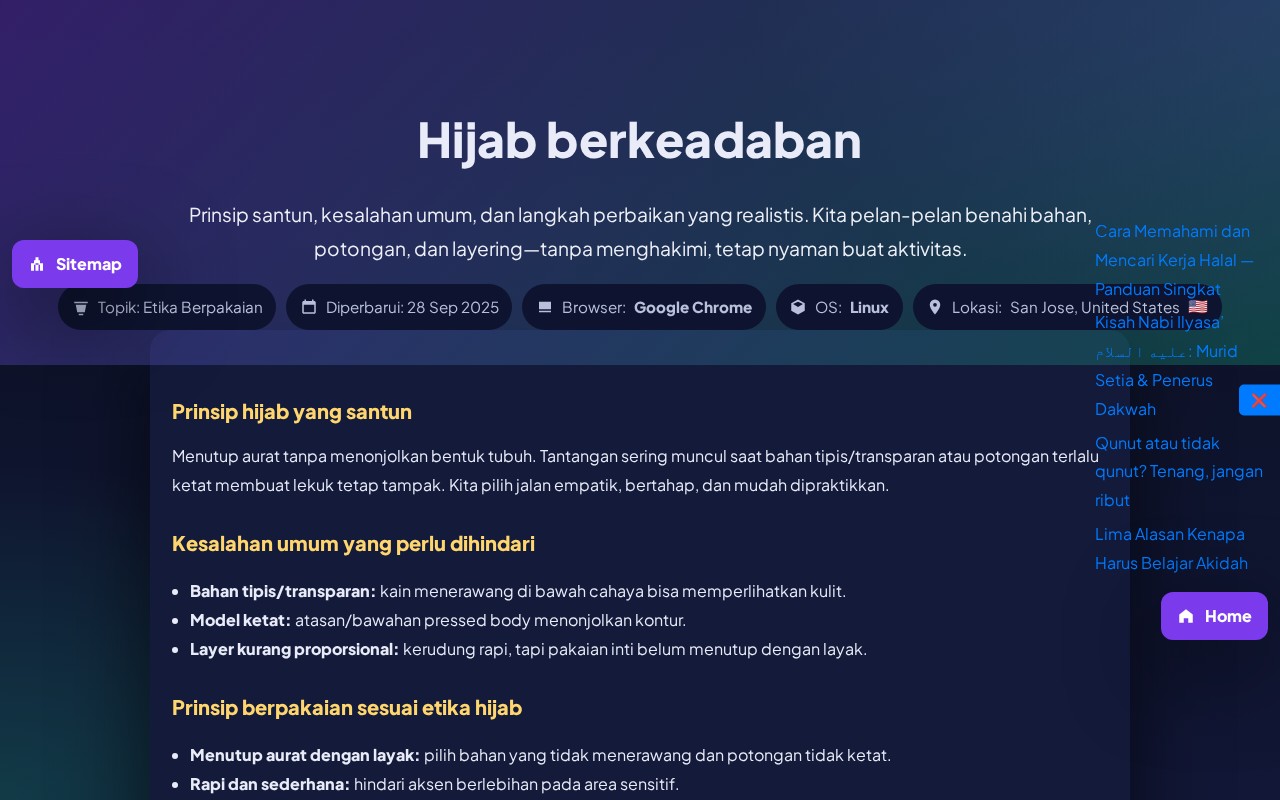 Hijab berkeadaban
Prinsip santun, kesalahan umum, dan langkah perbaikan yang realistis. Kita pelan-pelan benahi bahan,
potongan, dan layering—tanpa menghakimi, tetap nyaman buat aktivitas.
Sitemap
Topik: Etika Berpakaian
Diperbarui: 28 Sep 2025
Browser: Google Chrome
OS: Linux
Lokasi: San Jose, United States 🇺🇸
Cara Memahami dan
Mencari Kerja Halal —
Panduan Singkat
Kisah Nabi Ilyasa’
عليه السلام: Murid
Setia & Penerus
Dakwah
❌
Qunut atau tidak
qunut? Tenang, jangan
ribut
Lima Alasan Kenapa
Harus Belajar Akidah
Home
Prinsip hijab yang santun
Menutup aurat tanpa menonjolkan bentuk tubuh. Tantangan sering muncul saat bahan tipis/transparan atau potongan terlalu
ketat membuat lekuk tetap tampak. Kita pilih jalan empatik, bertahap, dan mudah dipraktikkan.
Kesalahan umum yang perlu dihindari
Bahan tipis/transparan: kain menerawang di bawah cahaya bisa memperlihatkan kulit.
Model ketat: atasan/bawahan pressed body menonjolkan kontur.
Layer kurang proporsional: kerudung rapi, tapi pakaian inti belum menutup dengan layak.
Prinsip berpakaian sesuai etika hijab
Menutup aurat dengan layak: pilih bahan yang tidak menerawang dan potongan tidak ketat.
Rapi dan sederhana: hindari aksen berlebihan pada area sensitif.